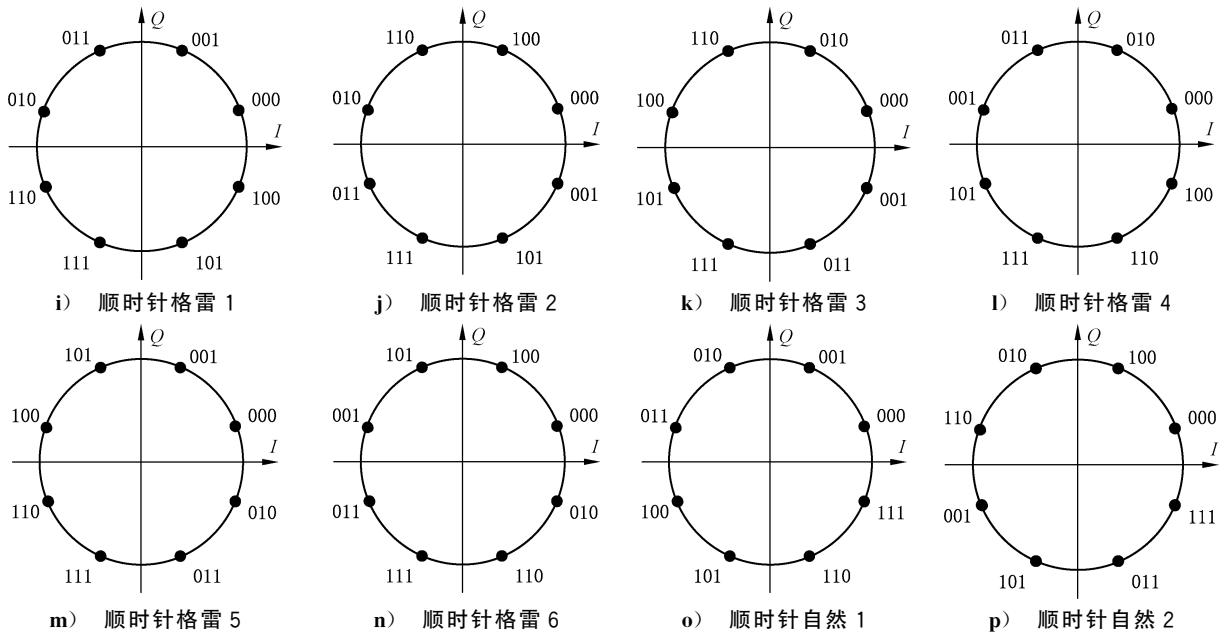 Q Q Q Q
011 001 110 100 110 010 011 010
010 000 010 000 100 000 001 000
I I I I
110 100 011 001 101 001 101 100
111 101 111 101 111 011 111 110
i) 顺时针格雷 1 j) 顺时针格雷 2 k) 顺时针格雷 3 l) 顺时针格雷 4
Q Q Q Q
101 001 101 100 010 001 010 100
100 000 001 000 011 000 110 000
I I I I
110 010 011 010 100 111 001 111
111 011 111 110 101 110 101 011
m) 顺时针格雷 5 n) 顺时针格雷 6 o) 顺时针自然 1 p) 顺时针自然 2